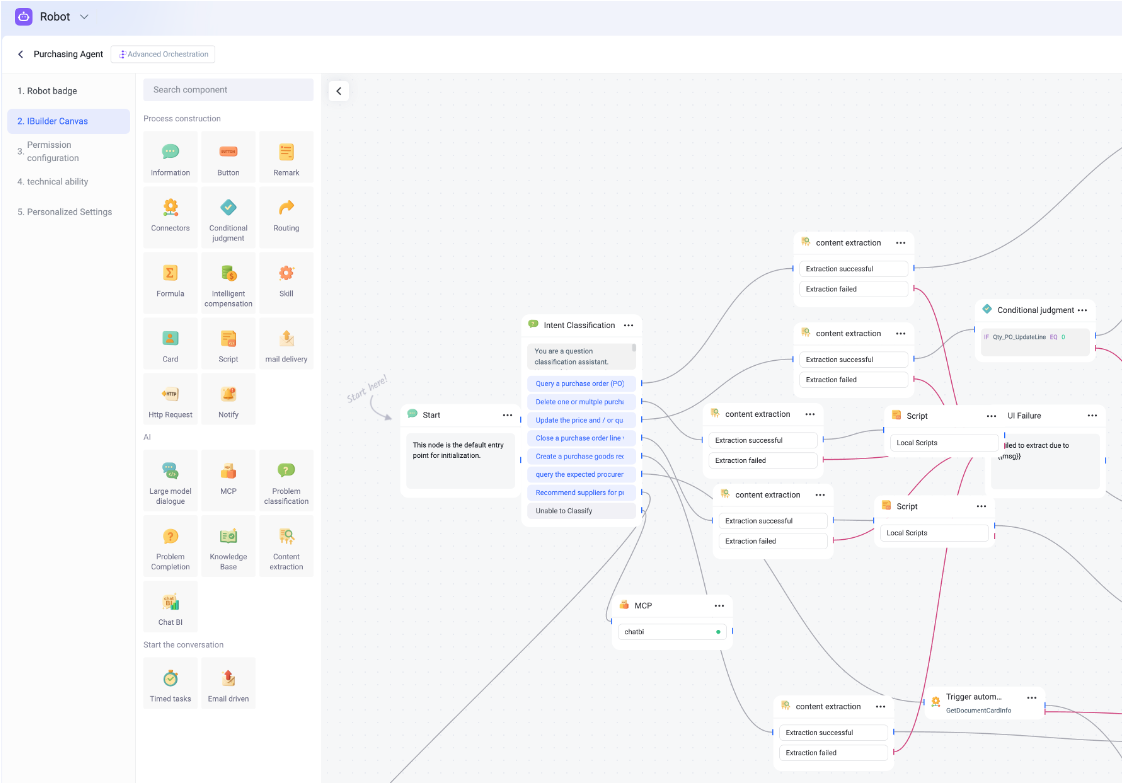 Robot
Purchasing Agent
Advanced Orchestration
1. Robot badge
2. IBuilder Canvas
3. Permission
configuration
4. technical ability
5. Personalized Settings
Search component
Process construction
Information
Button
Remark
Connectors
Conditional
judgment
Routing
Formula
Intelligent
compensation
Skill
Card
Script
mail delivery
Http Request
Notify
AI
Large model
dialogue
MCP
Problem
classification
Problem
Completion
Knowledge
Base
Content
extraction
Chat BI
Start the conversation
Timed tasks
Email driven
Start here!
Start
This node is the default entry
point for initialization.
Intent Classification
You are a question
classification assistant.
Query a purchase order (PO)
Delete one or multple purcha
Update the price and / or qu
Close a purchase order line
Create a purchase goods rec
query the expected procurer
Recommend suppliers for
Unable to Classify
content extraction
Extraction successful
Extraction failed
content extraction
Extraction successful
Extraction failed
Conditional judgment
IF Qty_PO_UpdateLine EQ 0
content extraction
Extraction successful
Extraction failed
Script
Local Scripts
UI Failure
iled to extract due to
{{msg}}
content extraction
Extraction successful
Extraction failed
Script
Local Scripts
MCP
chatbi
content extraction
Extraction successful
Extraction failed
Trigger autom...
GetDocumentCardInfo